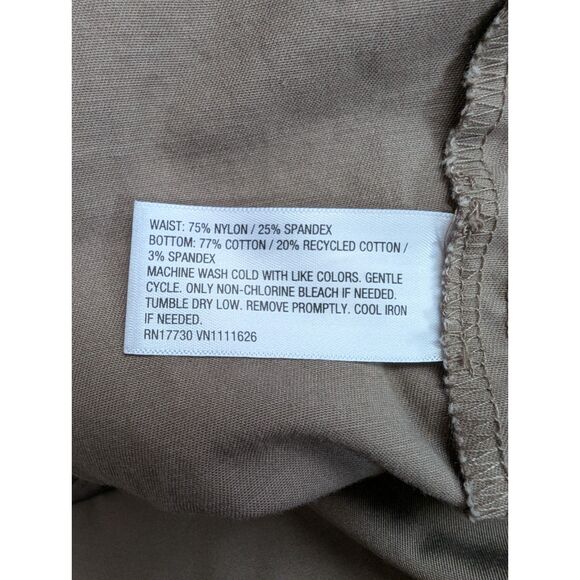 WAIST: 75% NYLON / 25% SPANDEX
BOTTOM: 77% COTTON / 20% RECYCLED COTTON /
3% SPANDEX
MACHINE WASH COLD WITH LIKE COLORS. GENTLE
CYCLE. ONLY NON-CHLORINE BLEACH IF NEEDED.
TUMBLE DRY LOW. REMOVE PROMPTLY. COOL IRON
IF NEEDED.
RN17730 VN1111626